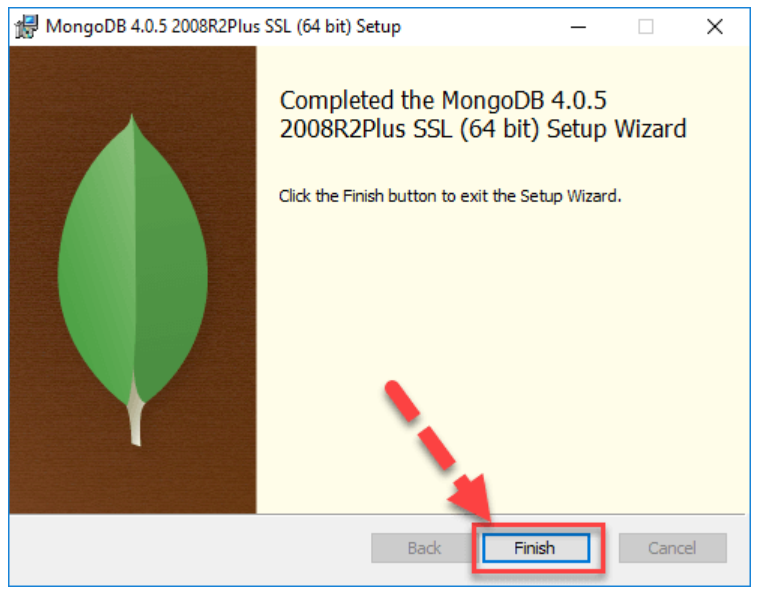 MongoDB 4.0.5 2008R2Plus SSL (64 bit) Setup
Completed the MongoDB 4.0.5
2008R2Plus SSL (64 bit) Setup Wizard
Click the Finish button to exit the Setup Wizard.
Back Finish Cancel